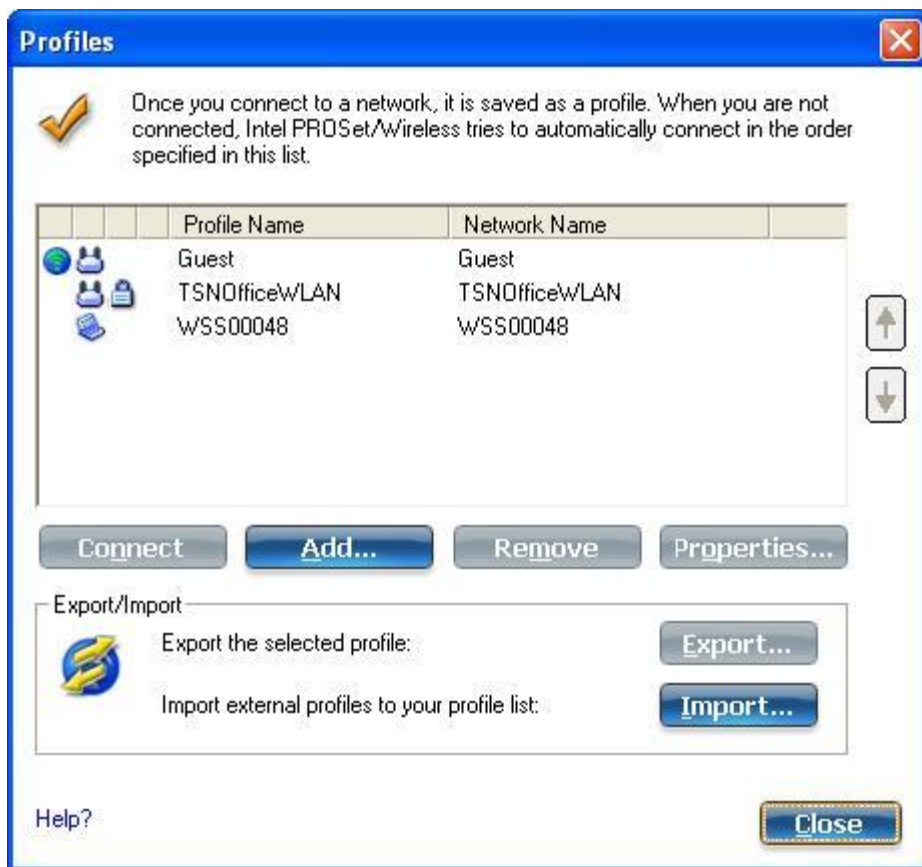 Profiles
Once you connect to a network, it is saved as a profile. When you are not
connected, Intel PROSet/Wireless tries to automatically connect in the order
specified in this list.
Profile Name Network Name
Guest Guest
TSNOfficeWLAN TSNOfficeWLAN
WSS00048 WSS00048
Connect Add... Remove Properties...
Export/Import
Export the selected profile: Export...
Import external profiles to your profile list: Import...
Help? Close